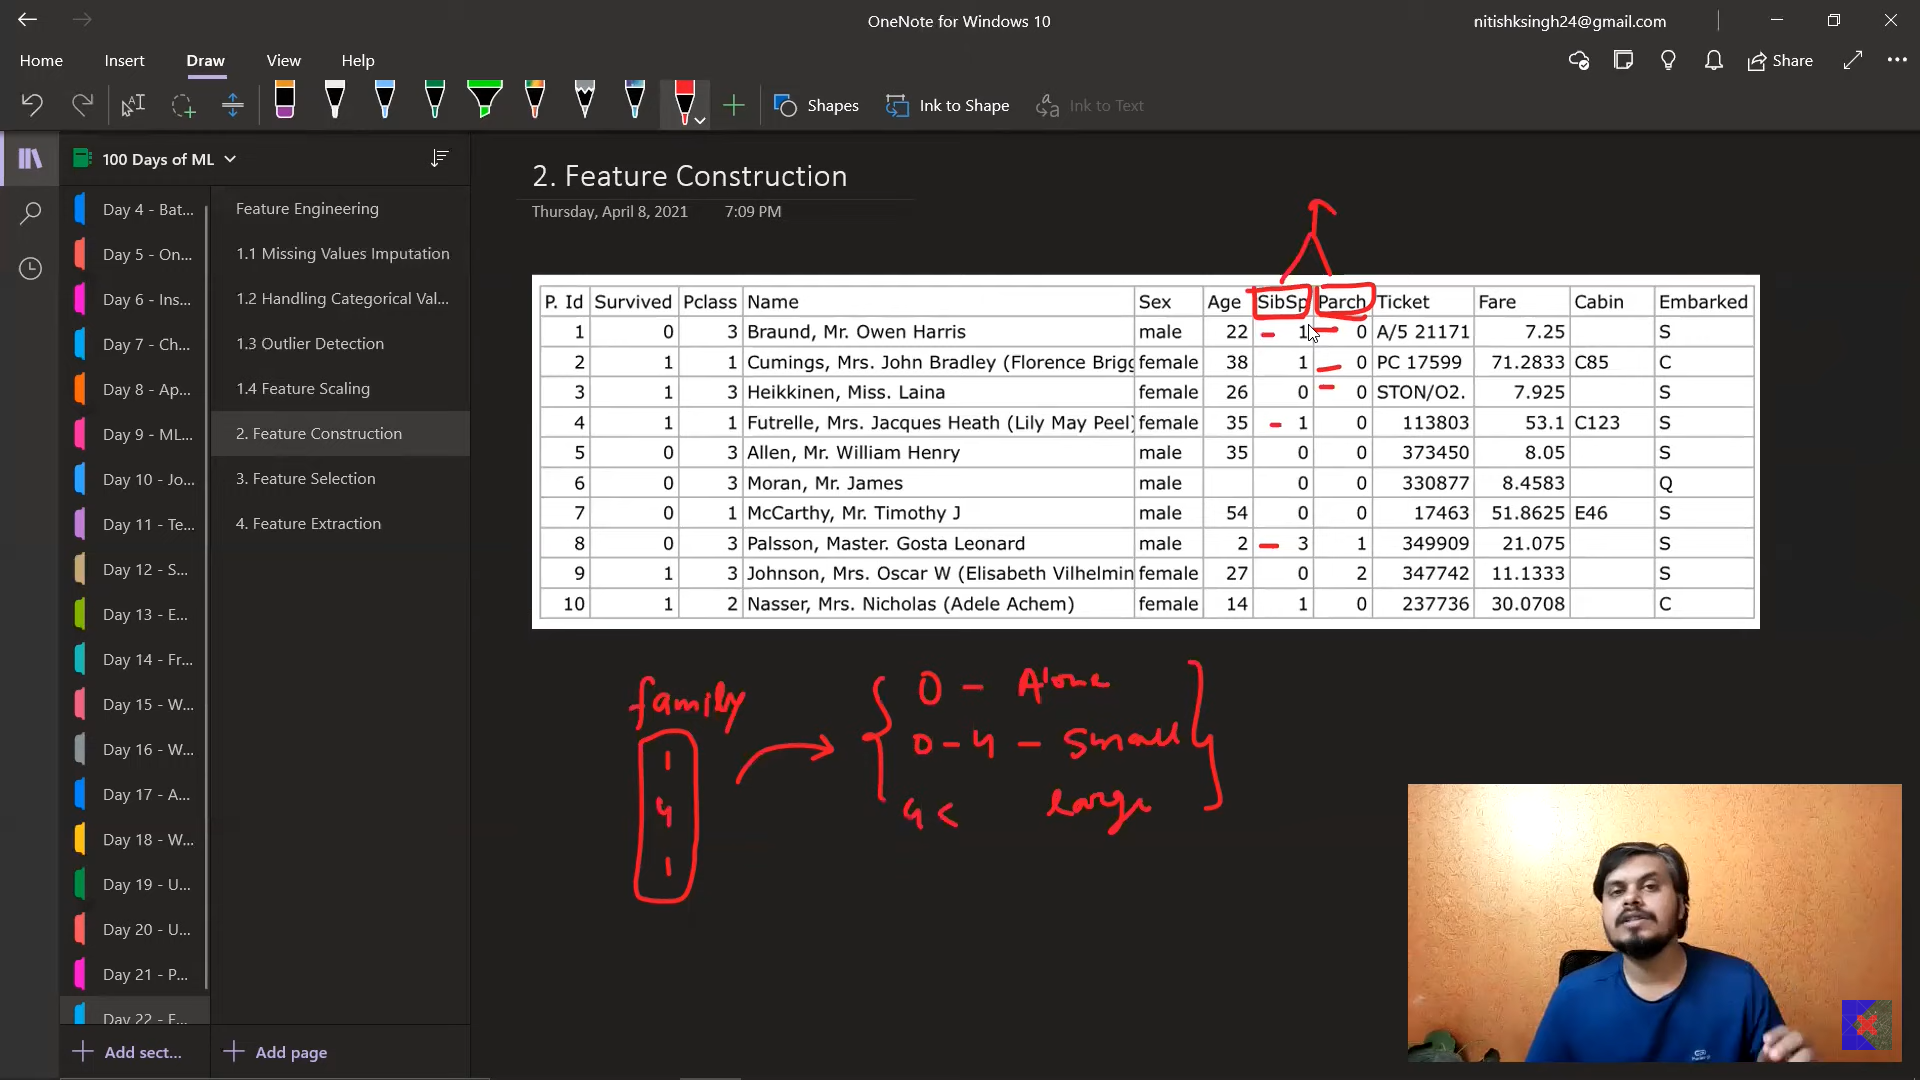 OneNote for Windows 10
nitishksingh24@gmail.com
Home Insert Draw View Help
Share
Shapes Ink to Shape Ink to Text
100 Days of ML
Day 4 - Bat...
Day 5 - On...
Day 6 - Ins...
Day 7 - Ch...
Day 8 - Ap...
Day 9 - ML...
Day 10 - Jo...
Day 11 - Te...
Day 12 - S...
Day 13 - E...
Day 14 - Fr...
Day 15 - W...
Day 16 - W...
Day 17 - A...
Day 18 - W...
Day 19 - U...
Day 20 - U...
Day 21 - P...
Day 22 - F...
Add sect...
Feature Engineering
1.1 Missing Values Imputation
1.2 Handling Categorical Val...
1.3 Outlier Detection
1.4 Feature Scaling
2. Feature Construction
3. Feature Selection
4. Feature Extraction
Add page
2. Feature Construction
Thursday, April 8, 2021 7:09 PM
P. Id Survived Pclass Name Sex Age SibSp Parch Ticket Fare Cabin Embarked
1 0 3 Braund, Mr. Owen Harris male 22 1 0 A/5 21171 7.25 S
2 1 1 Cumings, Mrs. John Bradley (Florence Brigg female 38 1 0 PC 17599 71.2833 C85 C
3 1 3 Heikkinen, Miss. Laina female 26 0 0 STON/O2. 7.925 S
4 1 1 Futrelle, Mrs. Jacques Heath (Lily May Peel) female 35 1 0 113803 53.1 C123 S
5 0 3 Allen, Mr. William Henry male 35 0 0 373450 8.05 S
6 0 3 Moran, Mr. James male 0 0 330877 8.4583 Q
7 0 1 McCarthy, Mr. Timothy J male 54 0 0 17463 51.8625 E46 S
8 0 3 Palsson, Master. Gosta Leonard male 2 3 1 349909 21.075 S
9 1 3 Johnson, Mrs. Oscar W (Elisabeth Vilhelmin female 27 0 2 347742 11.1333 S
10 1 2 Nasser, Mrs. Nicholas (Adele Achem) female 14 1 0 237736 30.0708 C
family
1
4
1
0 - Alone
0-4 - Small
4< large